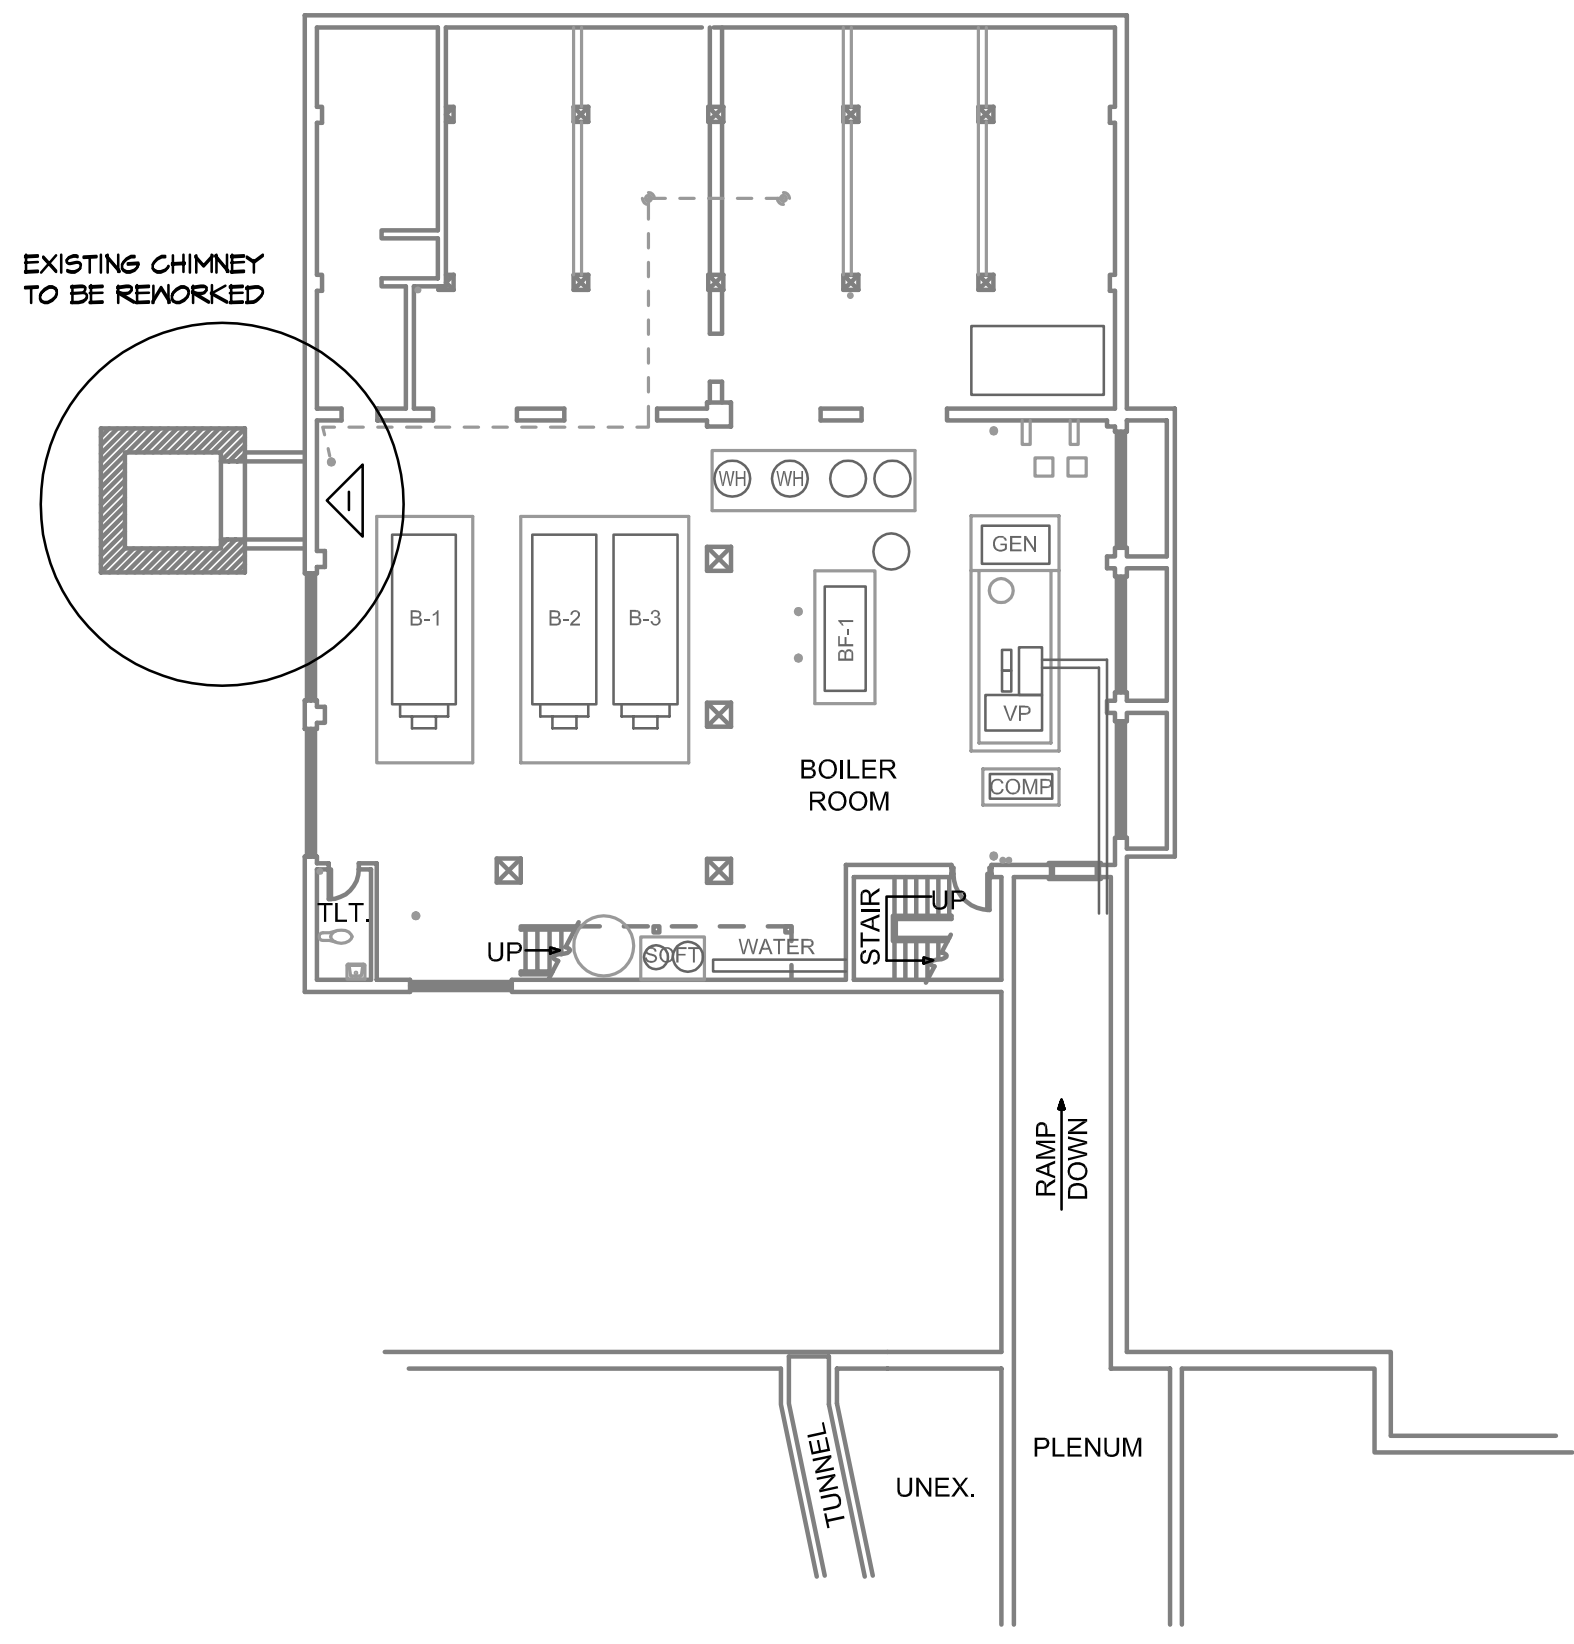 EXISTING CHIMNEY
TO BE REWORKED
1
WH
WH
GEN
B-1
B-2
B-3
BF-1
VP
BOILER
ROOM
COMP
TLT.
UP
SOFT
WATER
STAIR
UP
RAMP
DOWN
TUNNEL
UNEX.
PLENUM